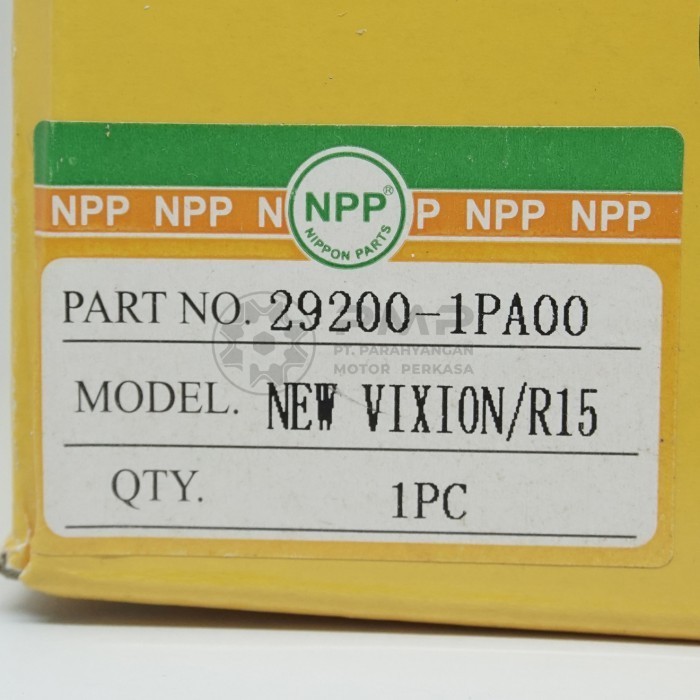 NPP NPP N P NPP NPP
NPP®
NIPPON PARTS
PART NO. 29200-1PA00
PMP
PT. PARAHYANGAN
MOTOR PERKASA
MODEL. NEW VIXION/R15
QTY. 1PC